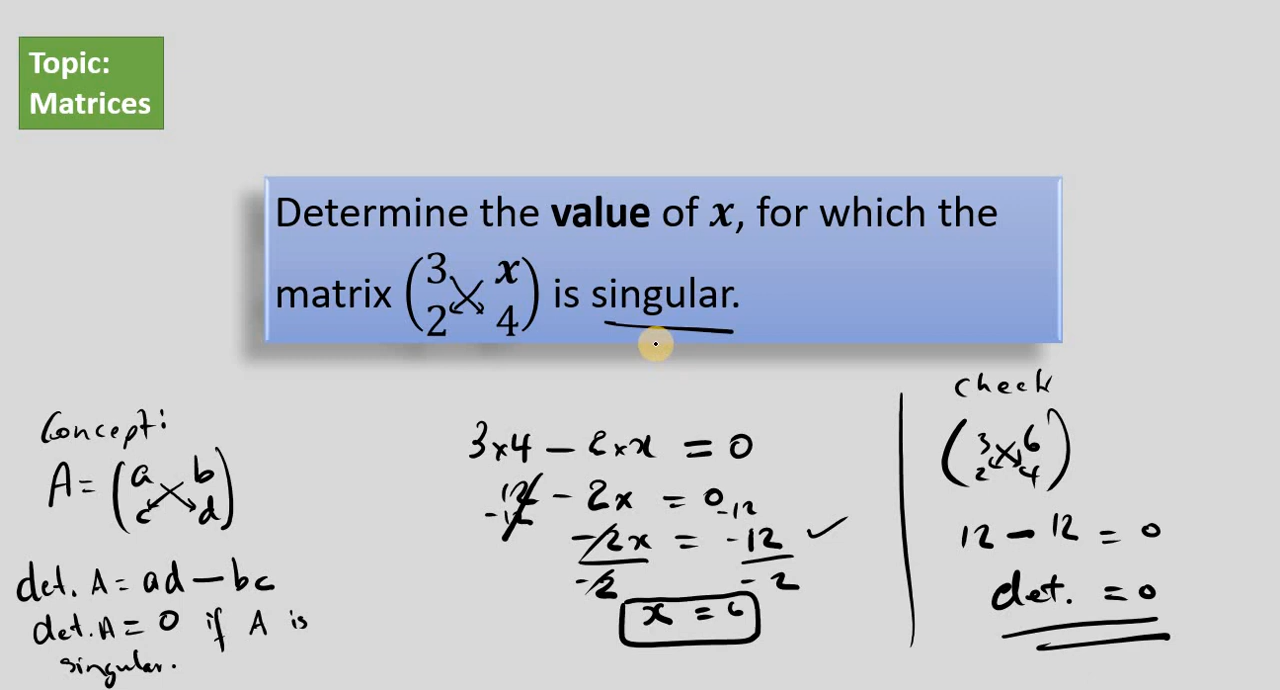 Topic:
Matrices
Determine the value of x, for which the
matrix (3 x
2 4) is singular.
Concept:
A = (a b
c d)
det. A = ad - bc
det. A = 0 if A is
singular.
3 x 4 - 2 x x = 0
12 - 2x = 0
-12 -12
-2x = -12 ✓
-2 -2
x = 6
check
(3 6
2 4)
12 - 12 = 0
det. = 0